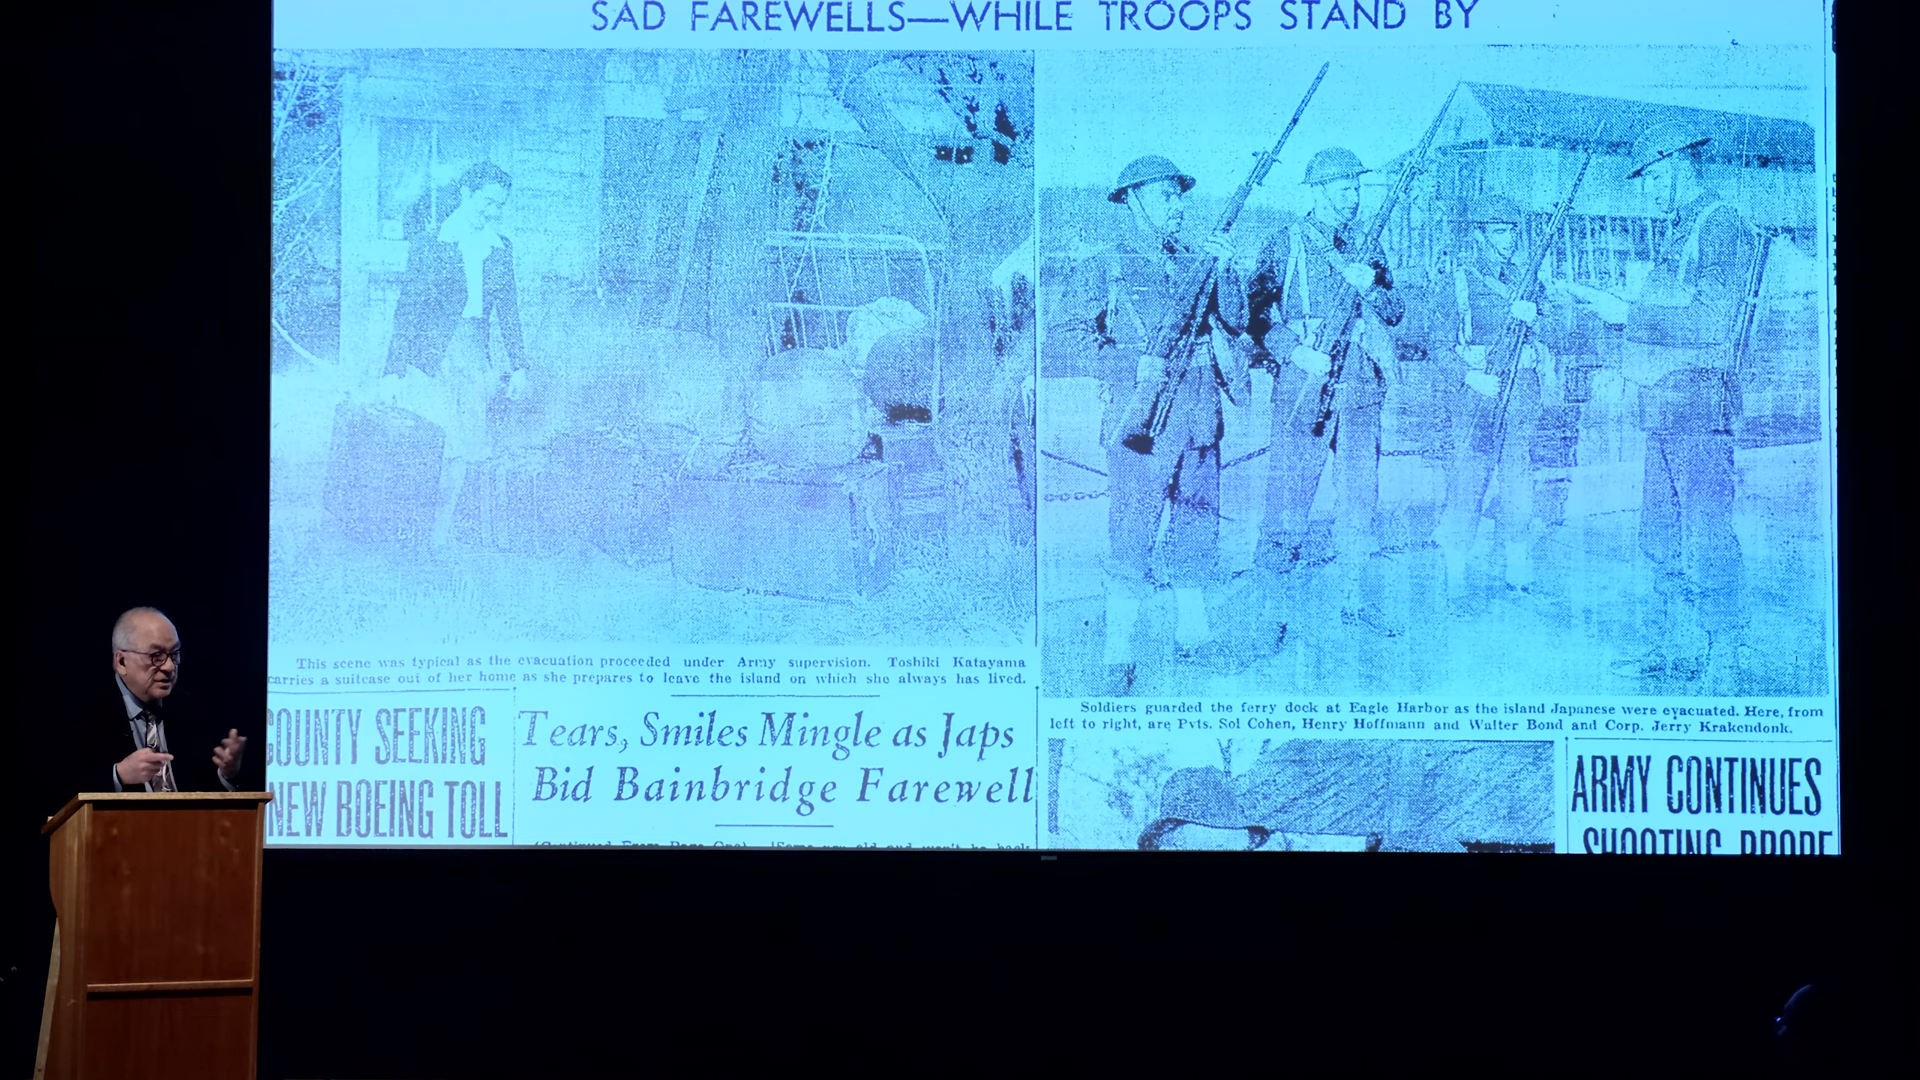 SAD FAREWELLS—WHILE TROOPS STAND BY
This scene was typical as the evacuation proceeded under Army supervision. Toshiki Katayama
carries a suitcase out of her home as she prepares to leave the island on which she always has lived.
Soldiers guarded the ferry dock at Eagle Harbor as the island Japanese were evacuated. Here, from
left to right, are Pvts. Sol Cohen, Henry Hoffmann and Walter Bond and Corp. Jerry Krakendonk.
COUNTY SEEKING
NEW BOEING TOLL
Tears, Smiles Mingle as Japs
Bid Bainbridge Farewell
ARMY CONTINUES
SHOOTING PROBE